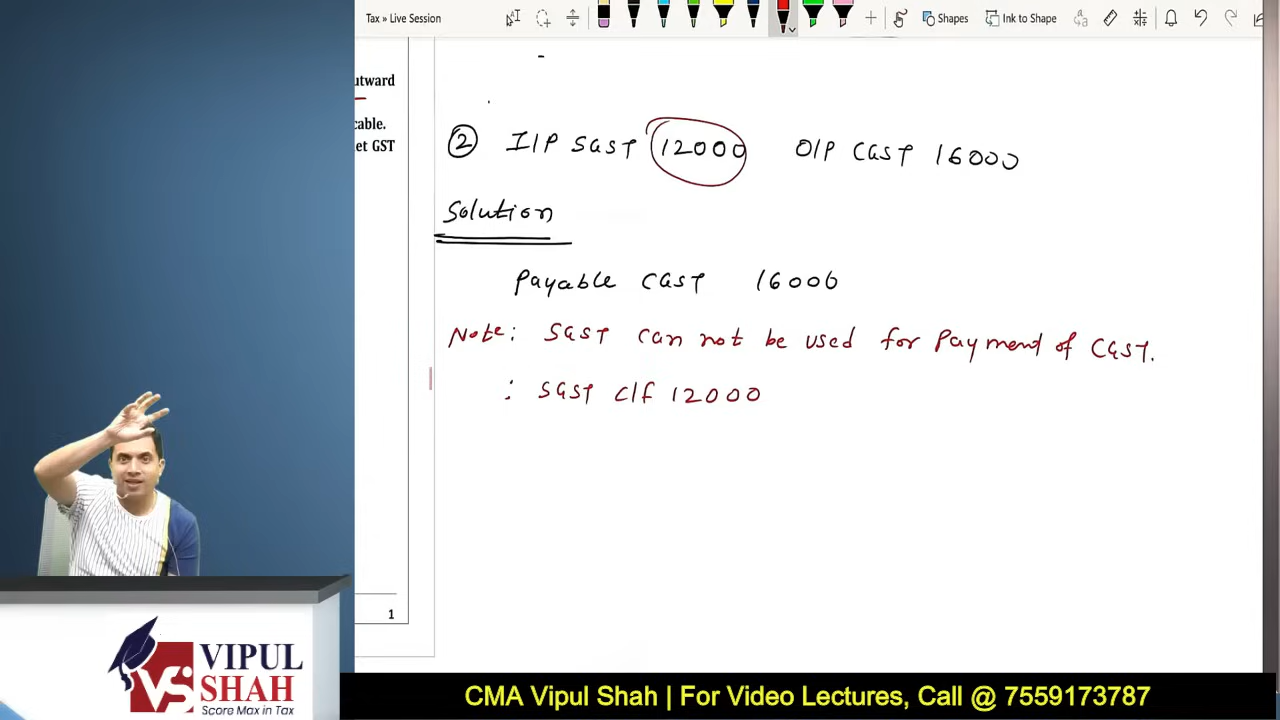 Tax » Live Session
Shapes
Ink to Shape
utward
cable.
et GST
② I/P SGST 12000 O/P CGST 16000
Solution
Payable CGST 16000
Note: SGST can not be used for Payment of CGST.
∴ SGST c/f 12000
1
VIPUL
SHAH
Score Max in Tax
CMA Vipul Shah | For Video Lectures, Call @ 7559173787